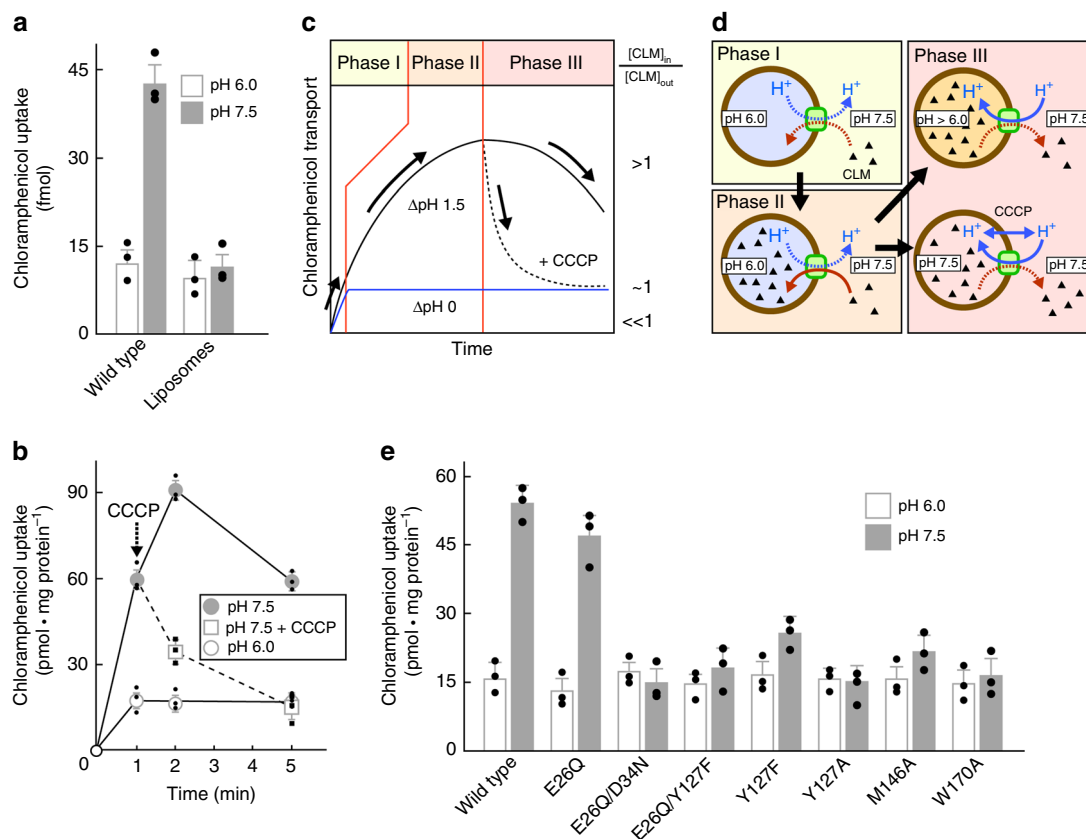 a
Chloramphenicol uptake
(fmol)
45
30
15
0
pH 6.0
pH 7.5
Wild type
Liposomes
b
Chloramphenicol uptake
(pmol • mg protein⁻¹)
90
60
30
0
CCCP
pH 7.5
pH 7.5 + CCCP
pH 6.0
1 2 3 4 5
Time (min)
c
Chloramphenicol transport
Phase I Phase II Phase III
[CLM]in
[CLM]out
>1
ΔpH 1.5
+ CCCP
~1
ΔpH 0
<<1
Time
d
Phase I
H⁺ H⁺
pH 6.0 pH 7.5
CLM
Phase II
H⁺ H⁺
pH 6.0 pH 7.5
Phase III
H⁺ H⁺
pH > 6.0 pH 7.5
CCCP
H⁺ H⁺
pH 7.5 pH 7.5
e
Chloramphenicol uptake
(pmol • mg protein⁻¹)
60
45
30
15
0
pH 6.0
pH 7.5
Wild type
E26Q
E26Q/D34N
E26Q/Y127F
Y127F
Y127A
M146A
W170A